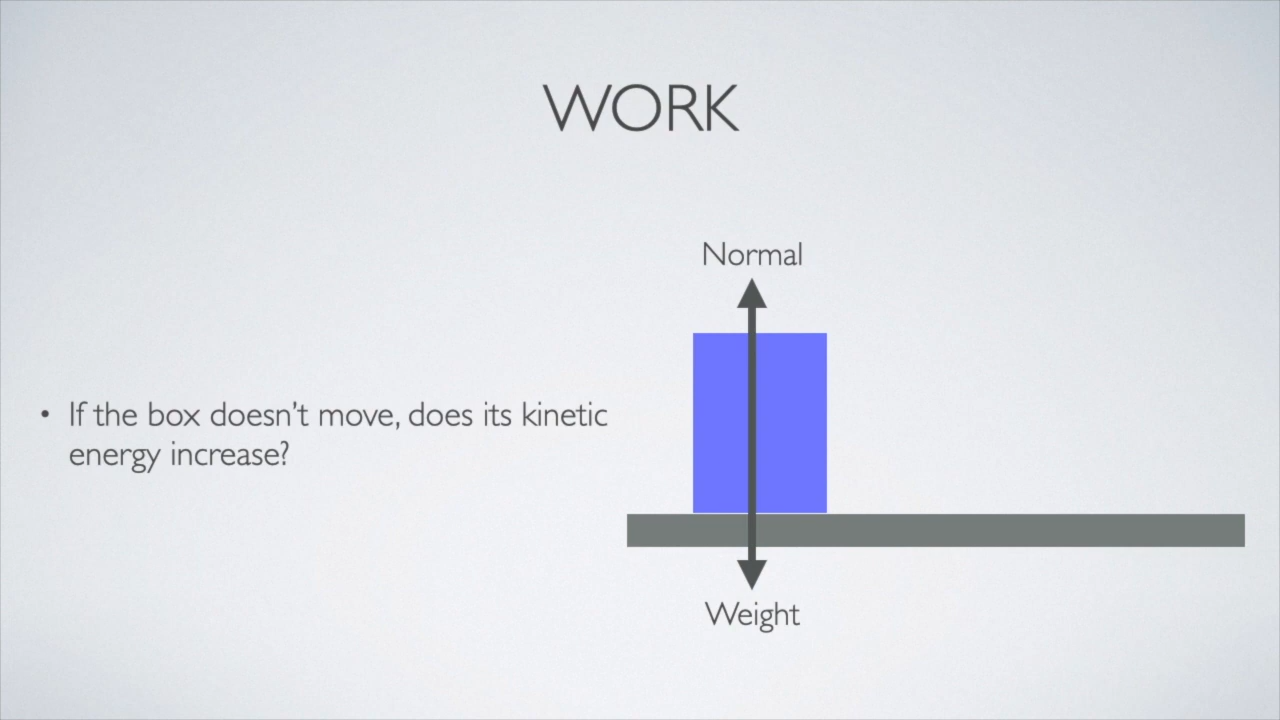 WORK
Normal
• If the box doesn't move, does its kinetic
energy increase?
Weight